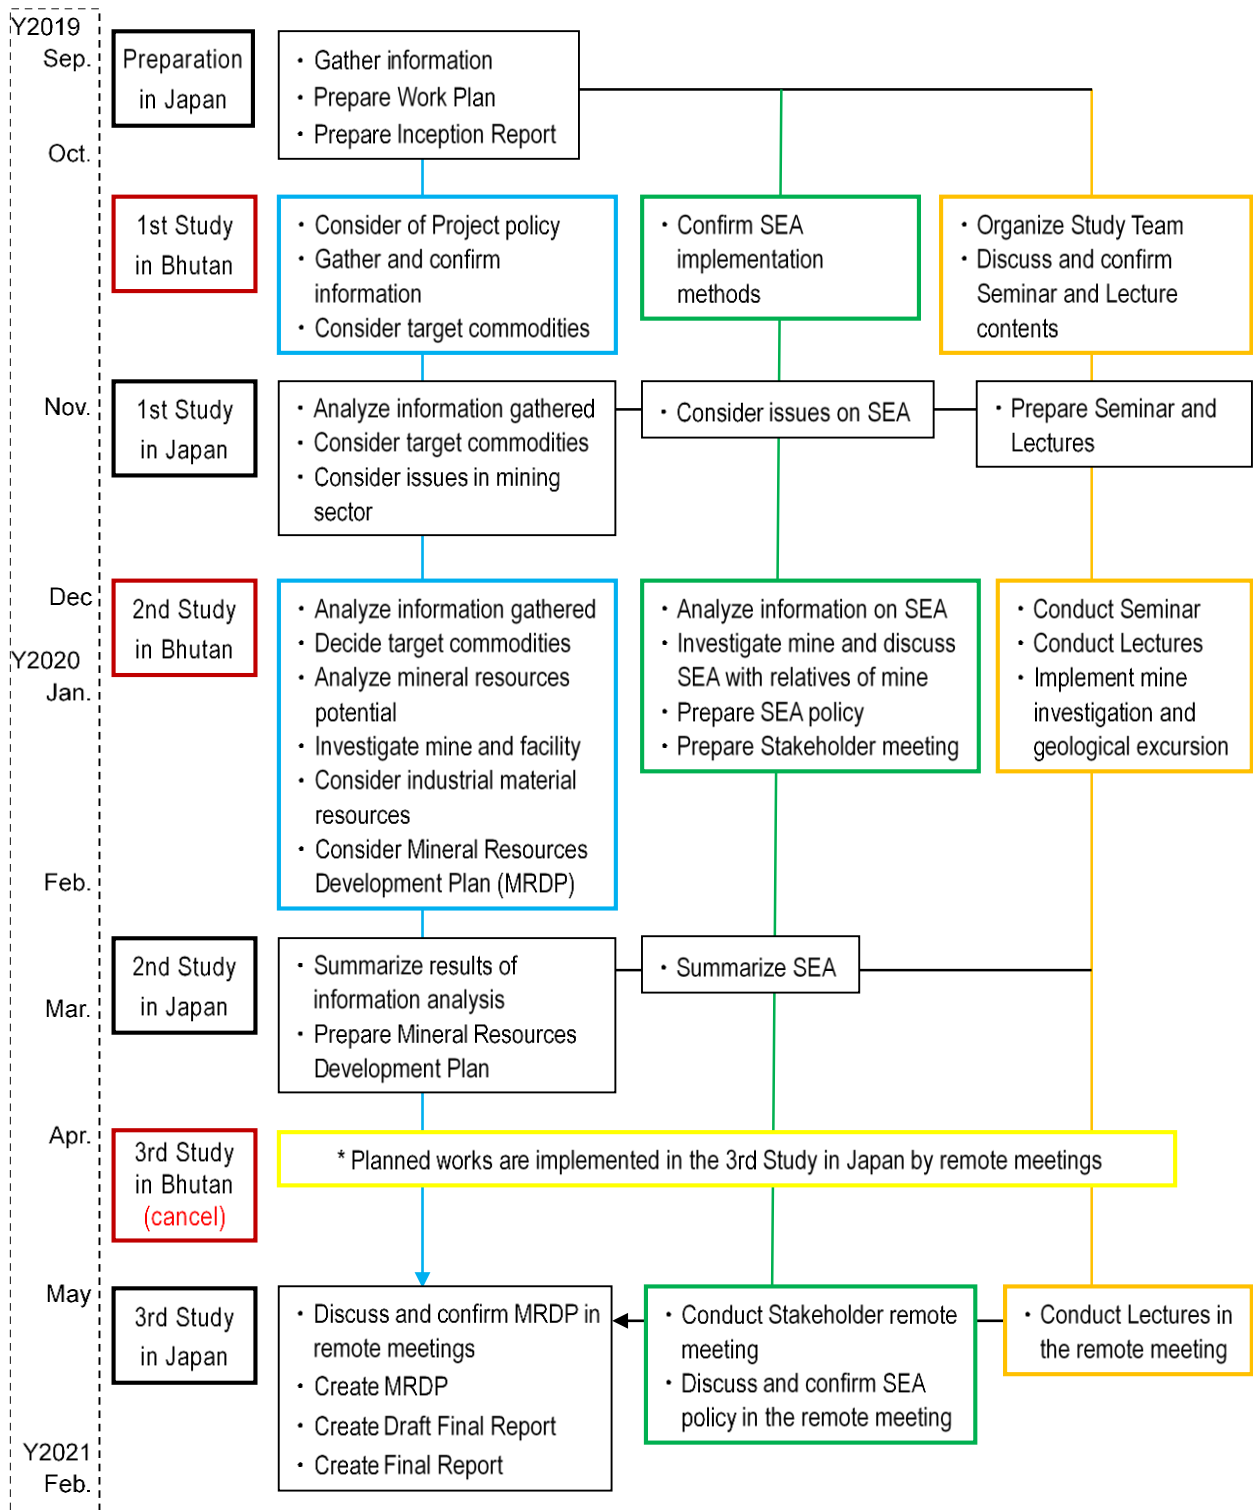 Y2019
Sep.
Preparation
in Japan
・ Gather information
・ Prepare Work Plan
・ Prepare Inception Report
Oct.
1st Study
in Bhutan
・ Consider of Project policy
・ Gather and confirm
information
・ Consider target commodities
・ Confirm SEA
implementation
methods
・ Organize Study Team
・ Discuss and confirm
Seminar and Lecture
contents
Nov.
1st Study
in Japan
・ Analyze information gathered
・ Consider target commodities
・ Consider issues in mining
sector
・ Consider issues on SEA
・ Prepare Seminar and
Lectures
Dec
Y2020
Jan.
2nd Study
in Bhutan
・ Analyze information gathered
・ Decide target commodities
・ Analyze mineral resources
potential
・ Investigate mine and facility
・ Consider industrial material
resources
・ Consider Mineral Resources
Development Plan (MRDP)
・ Analyze information on SEA
・ Investigate mine and discuss
SEA with relatives of mine
・ Prepare SEA policy
・ Prepare Stakeholder meeting
・ Conduct Seminar
・ Conduct Lectures
・ Implement mine
investigation and
geological excursion
Feb.
2nd Study
in Japan
・ Summarize results of
information analysis
・ Prepare Mineral Resources
Development Plan
・ Summarize SEA
Mar.
Apr.
3rd Study
in Bhutan
(cancel)
* Planned works are implemented in the 3rd Study in Japan by remote meetings
May
3rd Study
in Japan
・ Discuss and confirm MRDP in
remote meetings
・ Create MRDP
・ Create Draft Final Report
・ Create Final Report
・ Conduct Stakeholder remote
meeting
・ Discuss and confirm SEA
policy in the remote meeting
・ Conduct Lectures in
the remote meeting
Y2021
Feb.